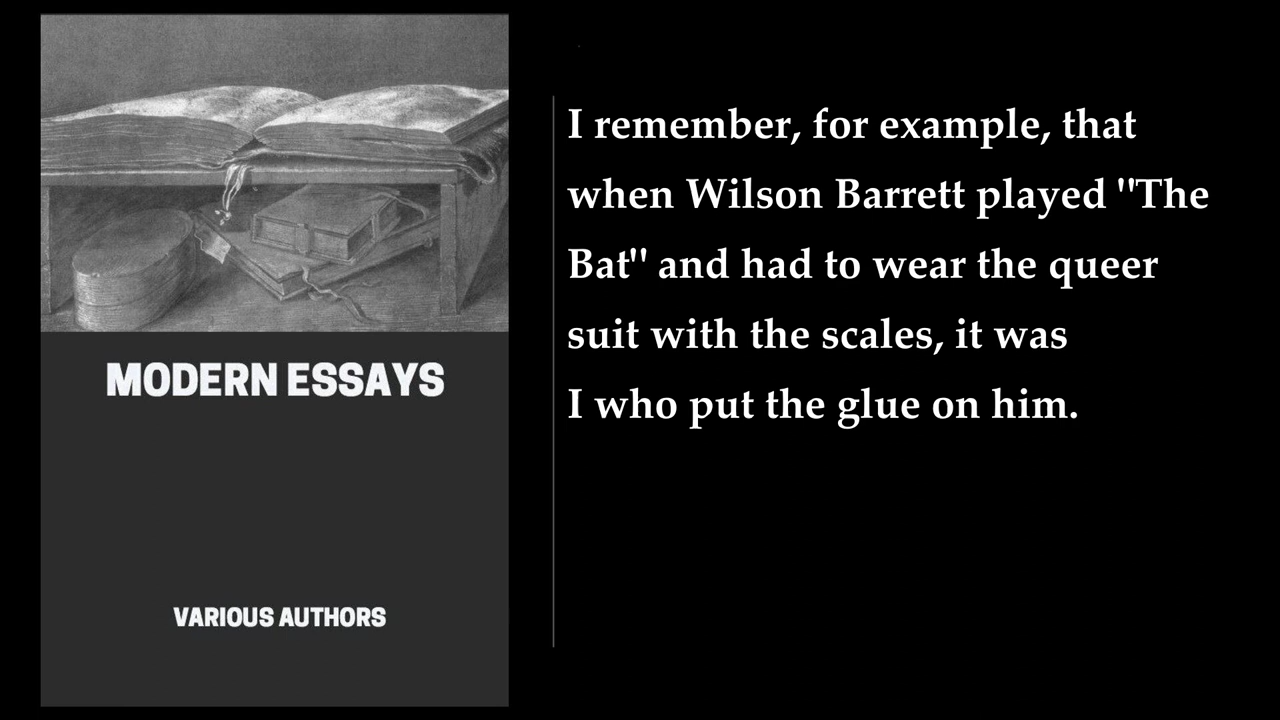 MODERN ESSAYS
VARIOUS AUTHORS
I remember, for example, that
when Wilson Barrett played "The
Bat" and had to wear the queer
suit with the scales, it was
I who put the glue on him.